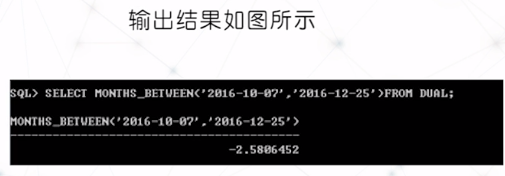 输出结果如图所示
SQL> SELECT MONTHS_BETWEEN('2016-10-07','2016-12-25')FROM DUAL;
MONTHS_BETWEEN('2016-10-07','2016-12-25')
-----------------------------------------
-2.5806452